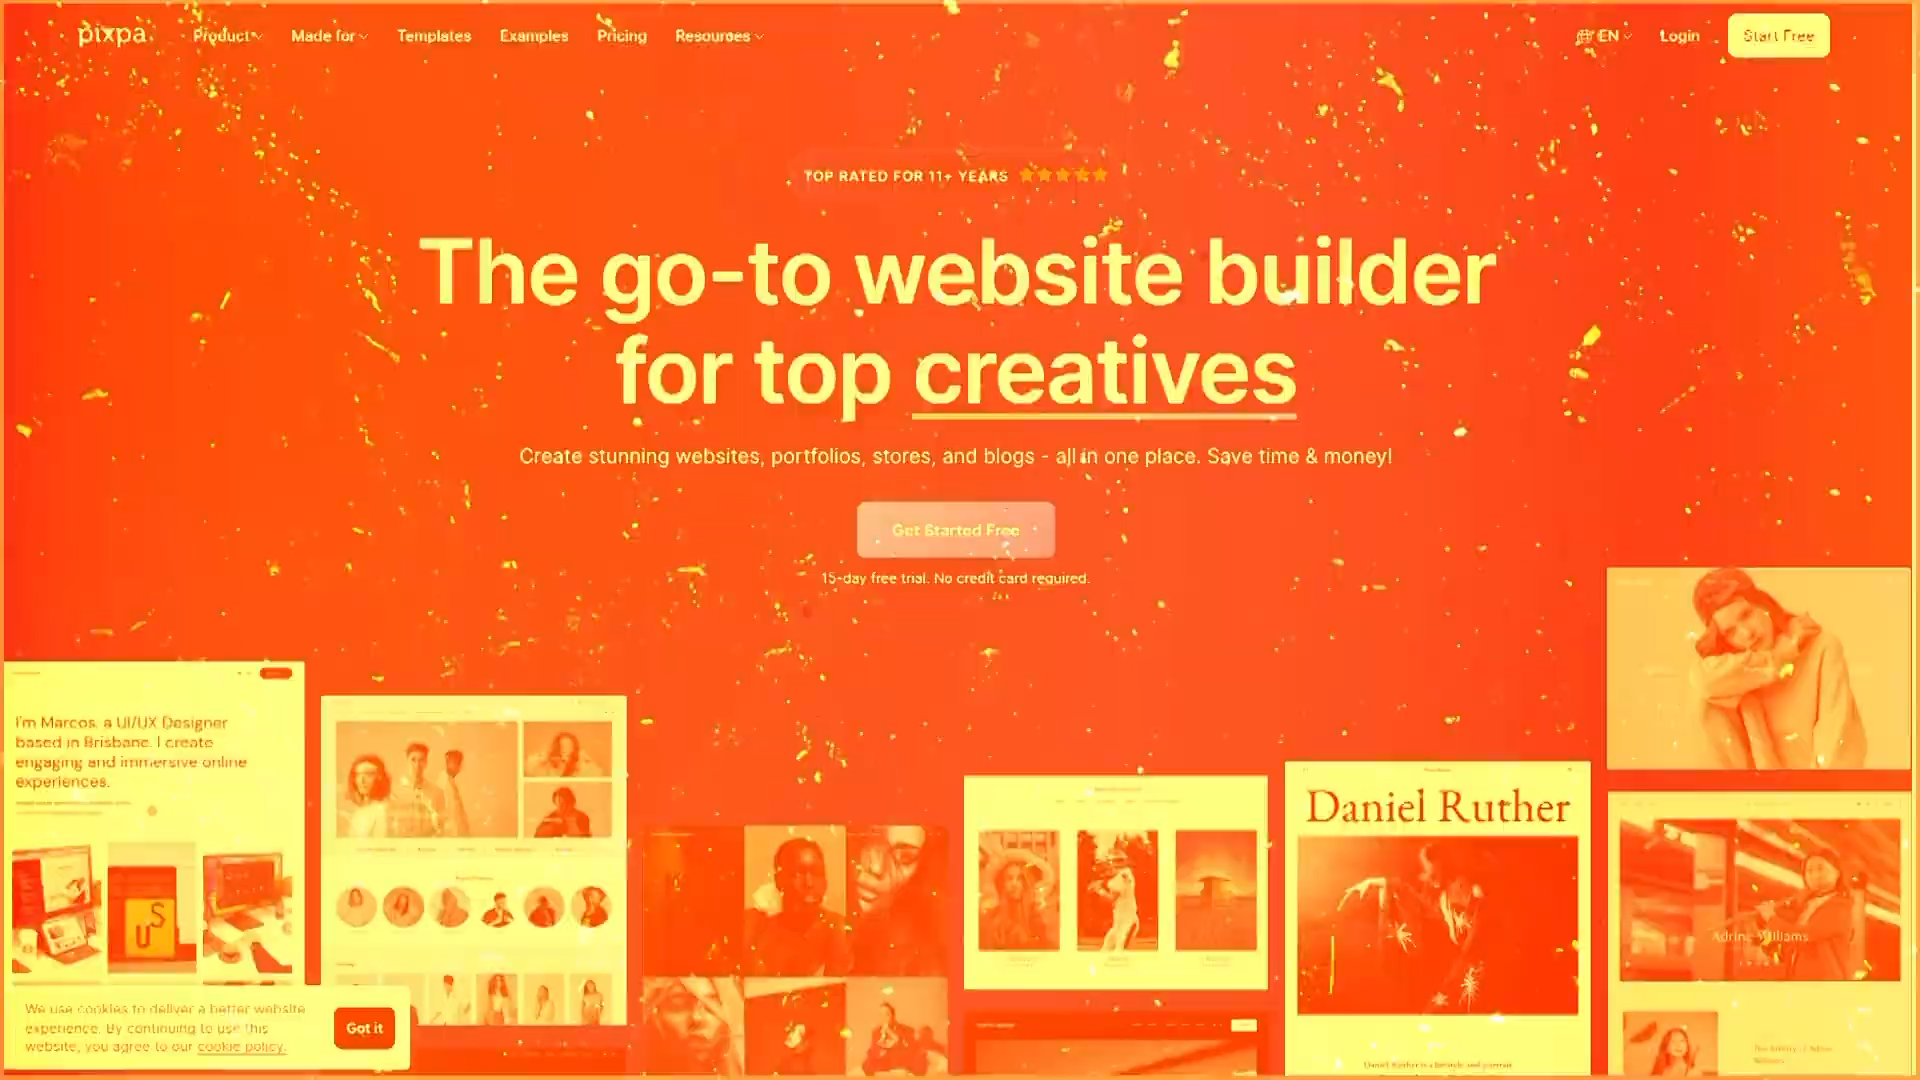 pixpa
Product
Made for
Templates
Examples
Pricing
Resources
EN
Login
Start Free
TOP RATED FOR 11+ YEARS
The go-to website builder
for top creatives
Create stunning websites, portfolios, stores, and blogs - all in one place. Save time & money!
Get Started Free
15-day free trial. No credit card required.
I'm Marcos, a UI/UX Designer
based in Brisbane. I create
engaging and immersive online
experiences.
US
Daniel Ruther
Adrine Williams
We use cookies to deliver a better website
experience. By continuing to use this
website, you agree to our cookie policy.
Got it